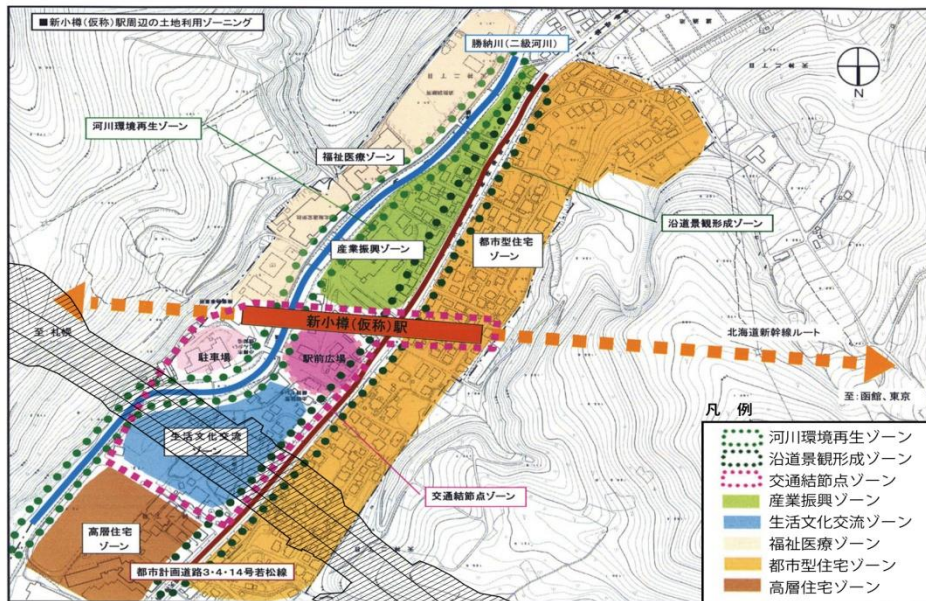 ■新小樽(仮称)駅周辺の土地利用ゾーニング
勝納川(二級河川)
N
河川環境再生ゾーン
福祉医療ゾーン
沿道景観形成ゾーン
産業振興ゾーン
都市型住宅
ゾーン
新小樽(仮称)駅
至:札幌
北海道新幹線ルート
駐車場
駅前広場
至:函館、東京
生活文化交流
ゾーン
交通結節点ゾーン
高層住宅
ゾーン
都市計画道路3・4・14号若松線
凡 例
河川環境再生ゾーン
沿道景観形成ゾーン
交通結節点ゾーン
産業振興ゾーン
生活文化交流ゾーン
福祉医療ゾーン
都市型住宅ゾーン
高層住宅ゾーン